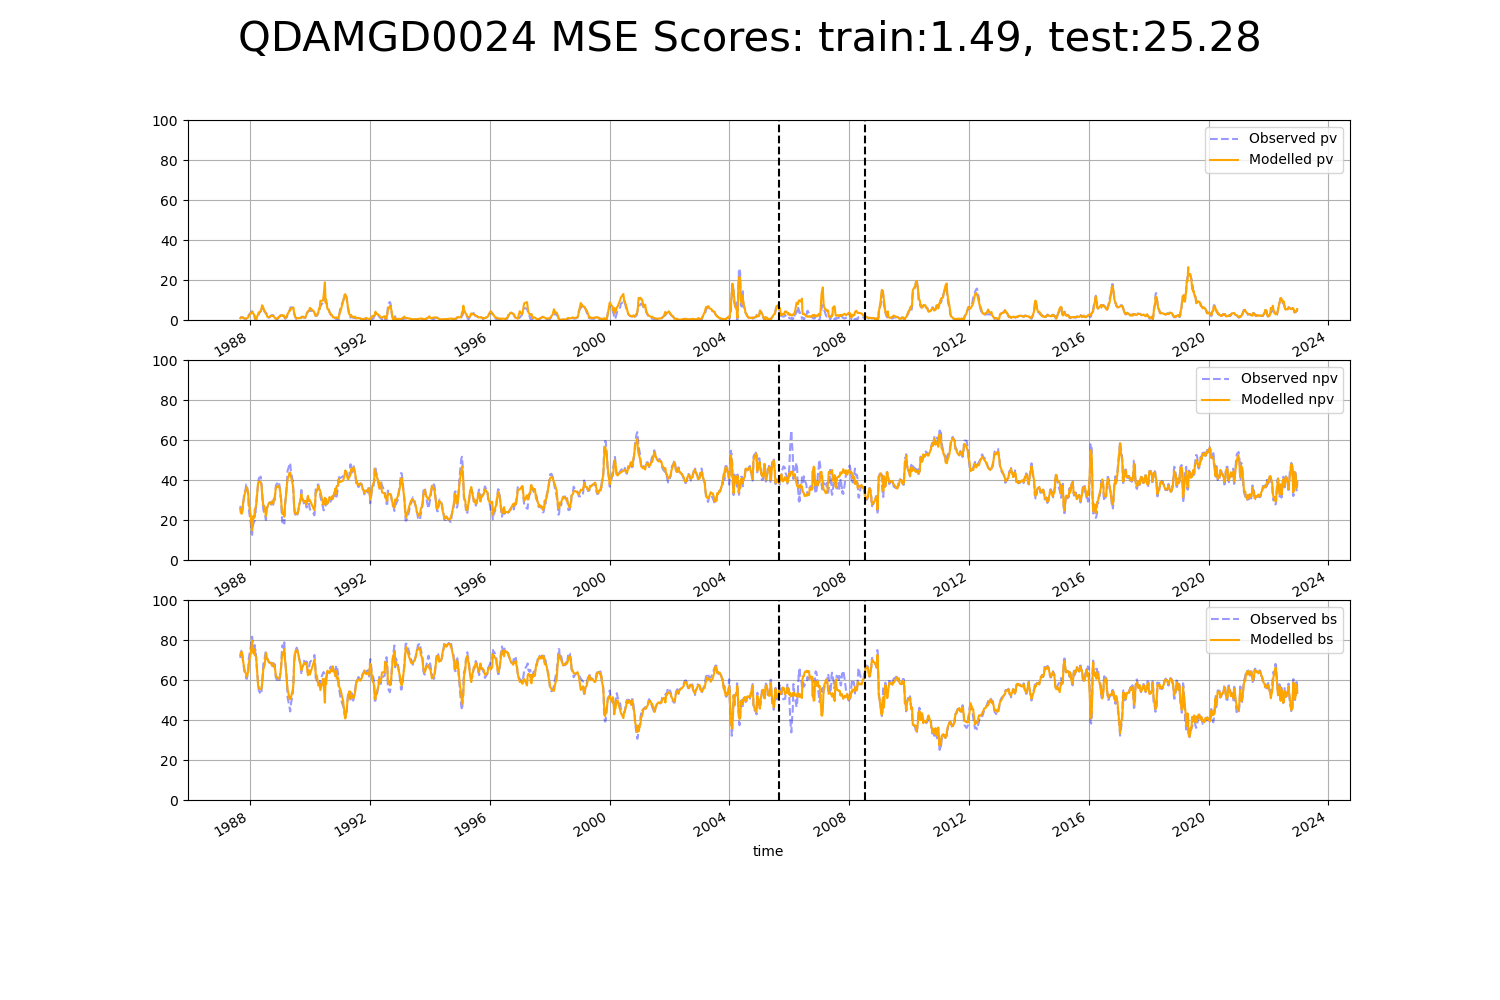 QDAMGD0024 MSE Scores: train:1.49, test:25.28
100
80
60
40
20
0
Observed pv
Modelled pv
1988 1992 1996 2000 2004 2008 2012 2016 2020 2024
100
80
60
40
20
0
Observed npv
Modelled npv
1988 1992 1996 2000 2004 2008 2012 2016 2020 2024
100
80
60
40
20
0
Observed bs
Modelled bs
1988 1992 1996 2000 2004 2008 2012 2016 2020 2024
time